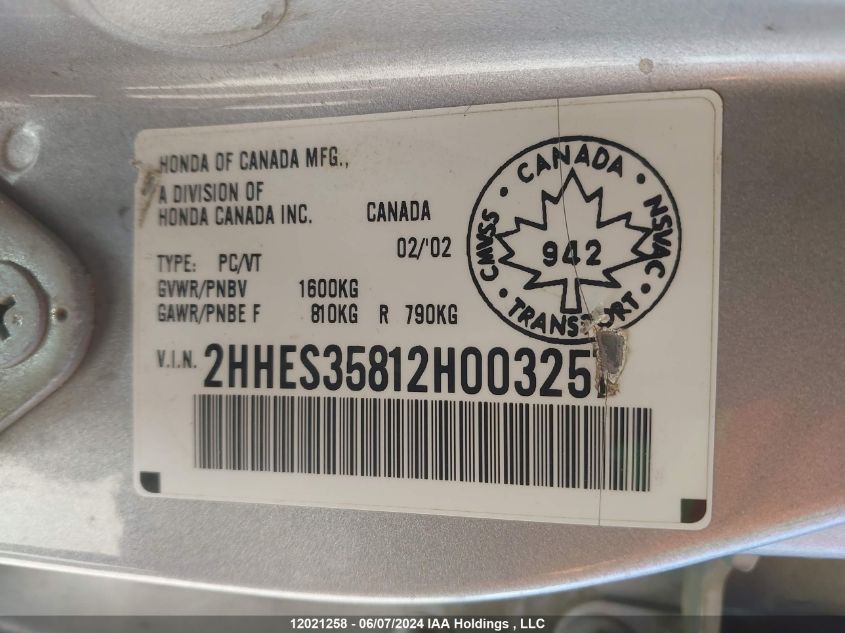 HONDA OF CANADA MFG.,
A DIVISION OF
HONDA CANADA INC. CANADA
02/'02
TYPE: PC/VT
GVWR/PNBV 1600KG
GAWR/PNBE F 810KG R 790KG
V.I.N. 2HHES35812H00325
CANADA
CMVSS • NSVAC
942
TRANSPORT
12021258 - 06/07/2024 IAA Holdings , LLC